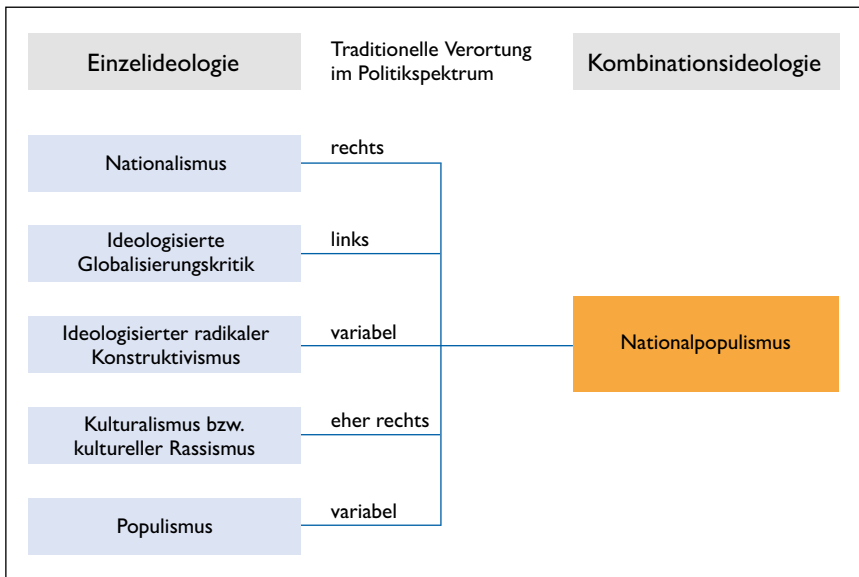 Einzelideologie
Traditionelle Verortung
im Politikspektrum
Kombinationsideologie
Nationalismus
rechts
Ideologisierte
Globalisierungskritik
links
Ideologisierter radikaler
Konstruktivismus
variabel
Nationalpopulismus
Kulturalismus bzw.
kultureller Rassismus
eher rechts
Populismus
variabel